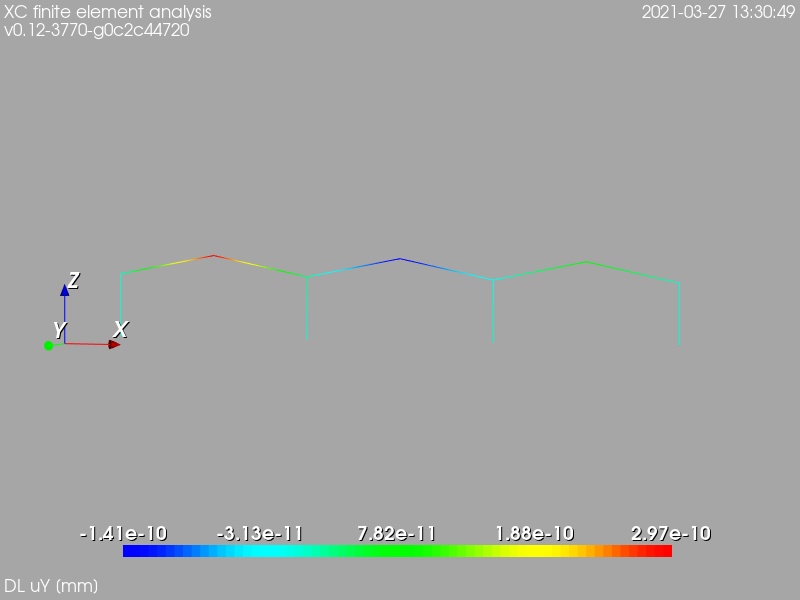 XC finite element analysis
v0.12-3770-g0c2c44720
2021-03-27 13:30:49
Z
Y
X
-1.41e-10 -3.13e-11 7.82e-11 1.88e-10 2.97e-10
DL uY (mm)